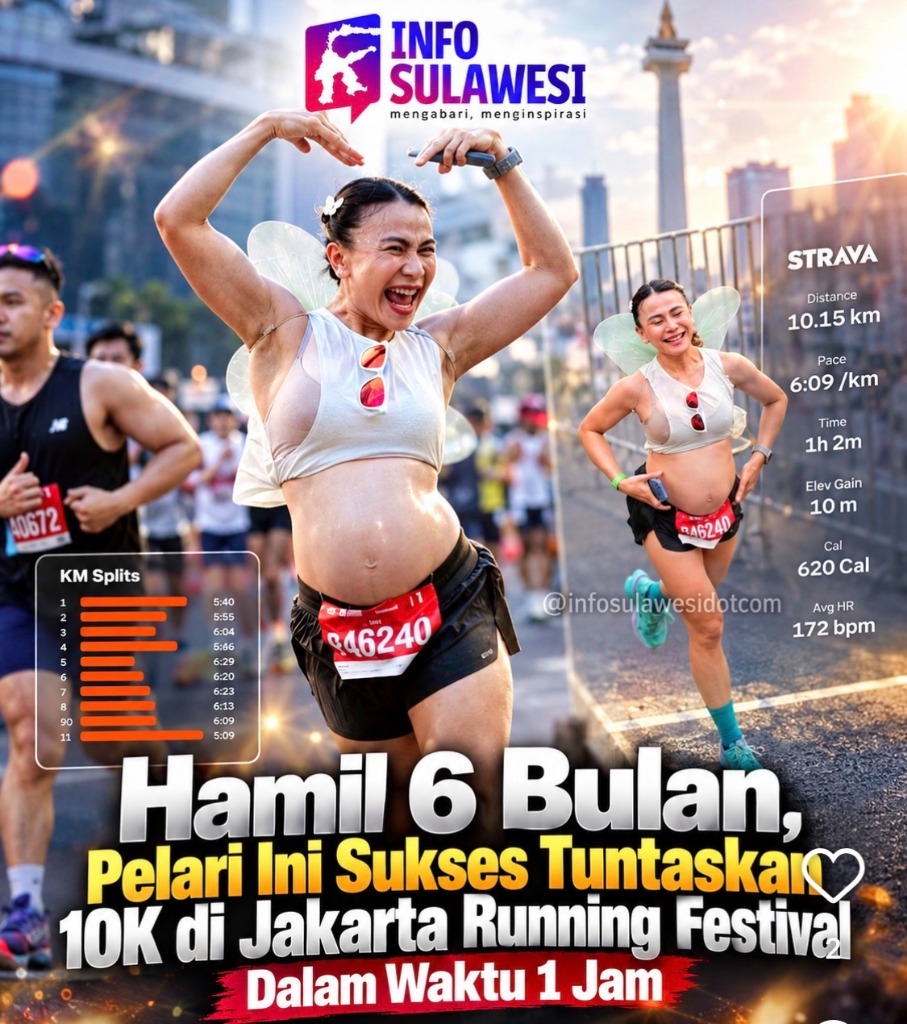 INFO
SULAWESI
mengabari, menginspirasi
STRAVA
Distance
10.15 km
Pace
6:09 /km
Time
1h 2m
Elev Gain
10 m
Cal
620 Cal
Avg HR
172 bpm
40672
846240
846240
@infosulawesidotcom
KM Splits
1 5:40
2 5:55
3 6:04
4 5:66
5 6:29
6 6:20
7 6:23
8 6:13
90 6:09
11 5:09
Hamil 6 Bulan,
Pelari Ini Sukses Tuntaskan
10K di Jakarta Running Festival
Dalam Waktu 1 Jam
2